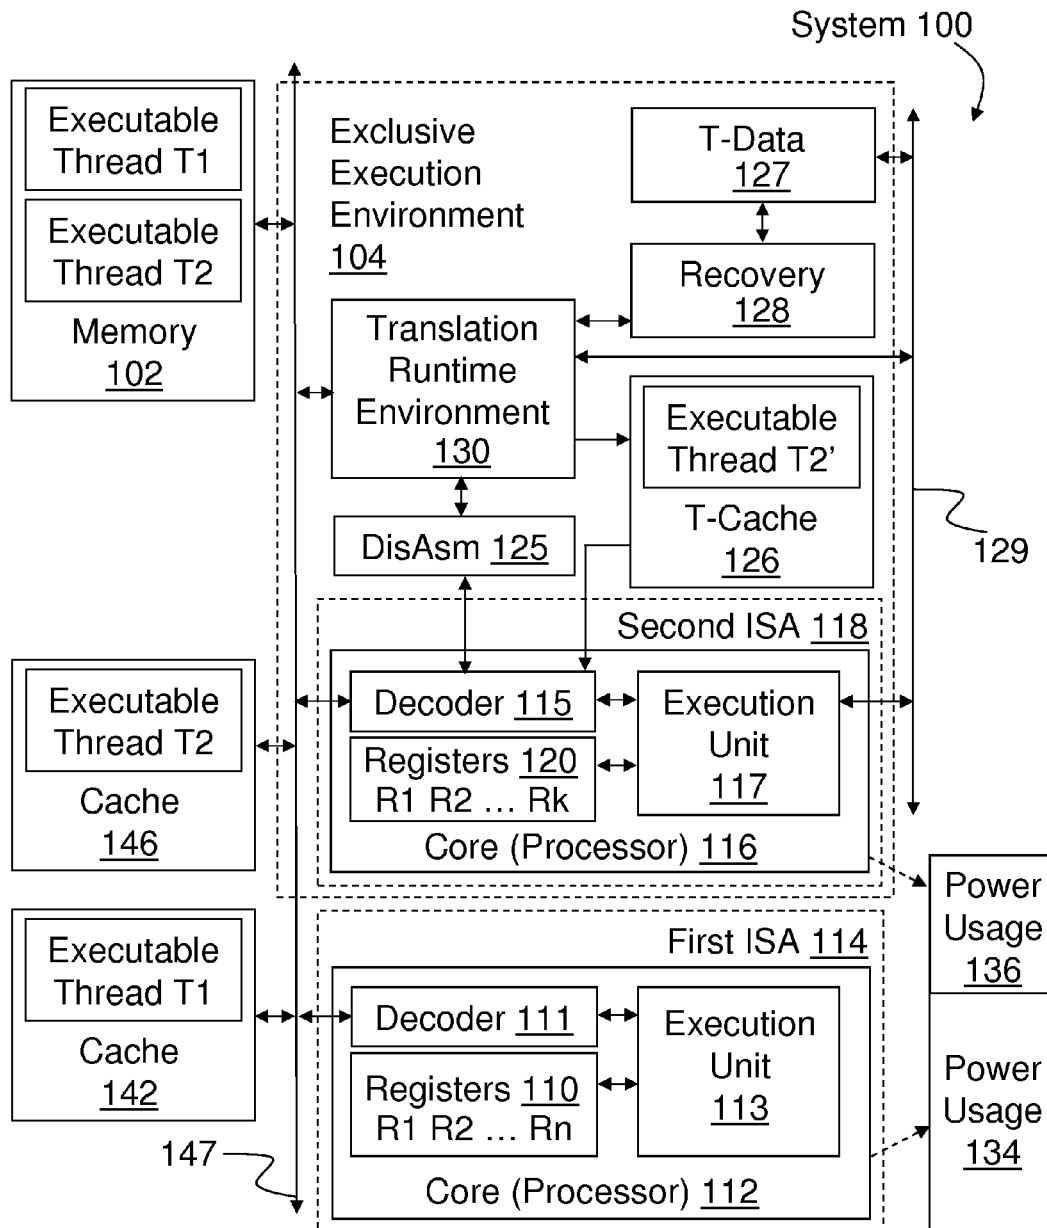 System 100
Executable
Thread T1
Executable
Thread T2
Memory
102
Exclusive
Execution
Environment
104
T-Data
127
Recovery
128
Translation
Runtime
Environment
130
Executable
Thread T2’
T-Cache
126
129
DisAsm 125
Second ISA 118
Executable
Thread T2
Cache
146
Decoder 115
Registers 120
R1 R2 … Rk
Execution
Unit
117
Core (Processor) 116
Power
Usage
136
First ISA 114
Executable
Thread T1
Cache
142
Decoder 111
Registers 110
R1 R2 … Rn
Execution
Unit
113
Core (Processor) 112
Power
Usage
134
147